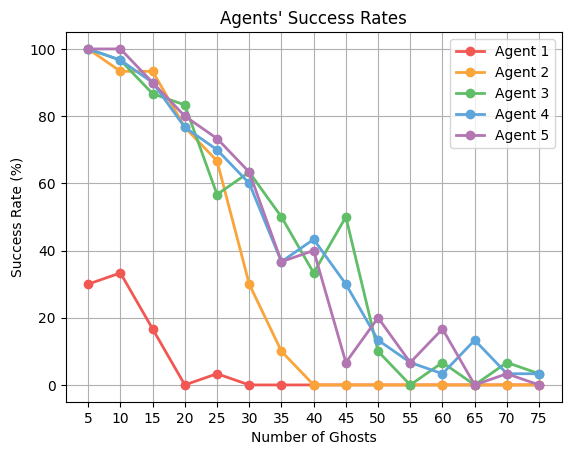 Agents' Success Rates
100
80
60
40
20
0
Success Rate (%)
Agent 1
Agent 2
Agent 3
Agent 4
Agent 5
5 10 15 20 25 30 35 40 45 50 55 60 65 70 75
Number of Ghosts